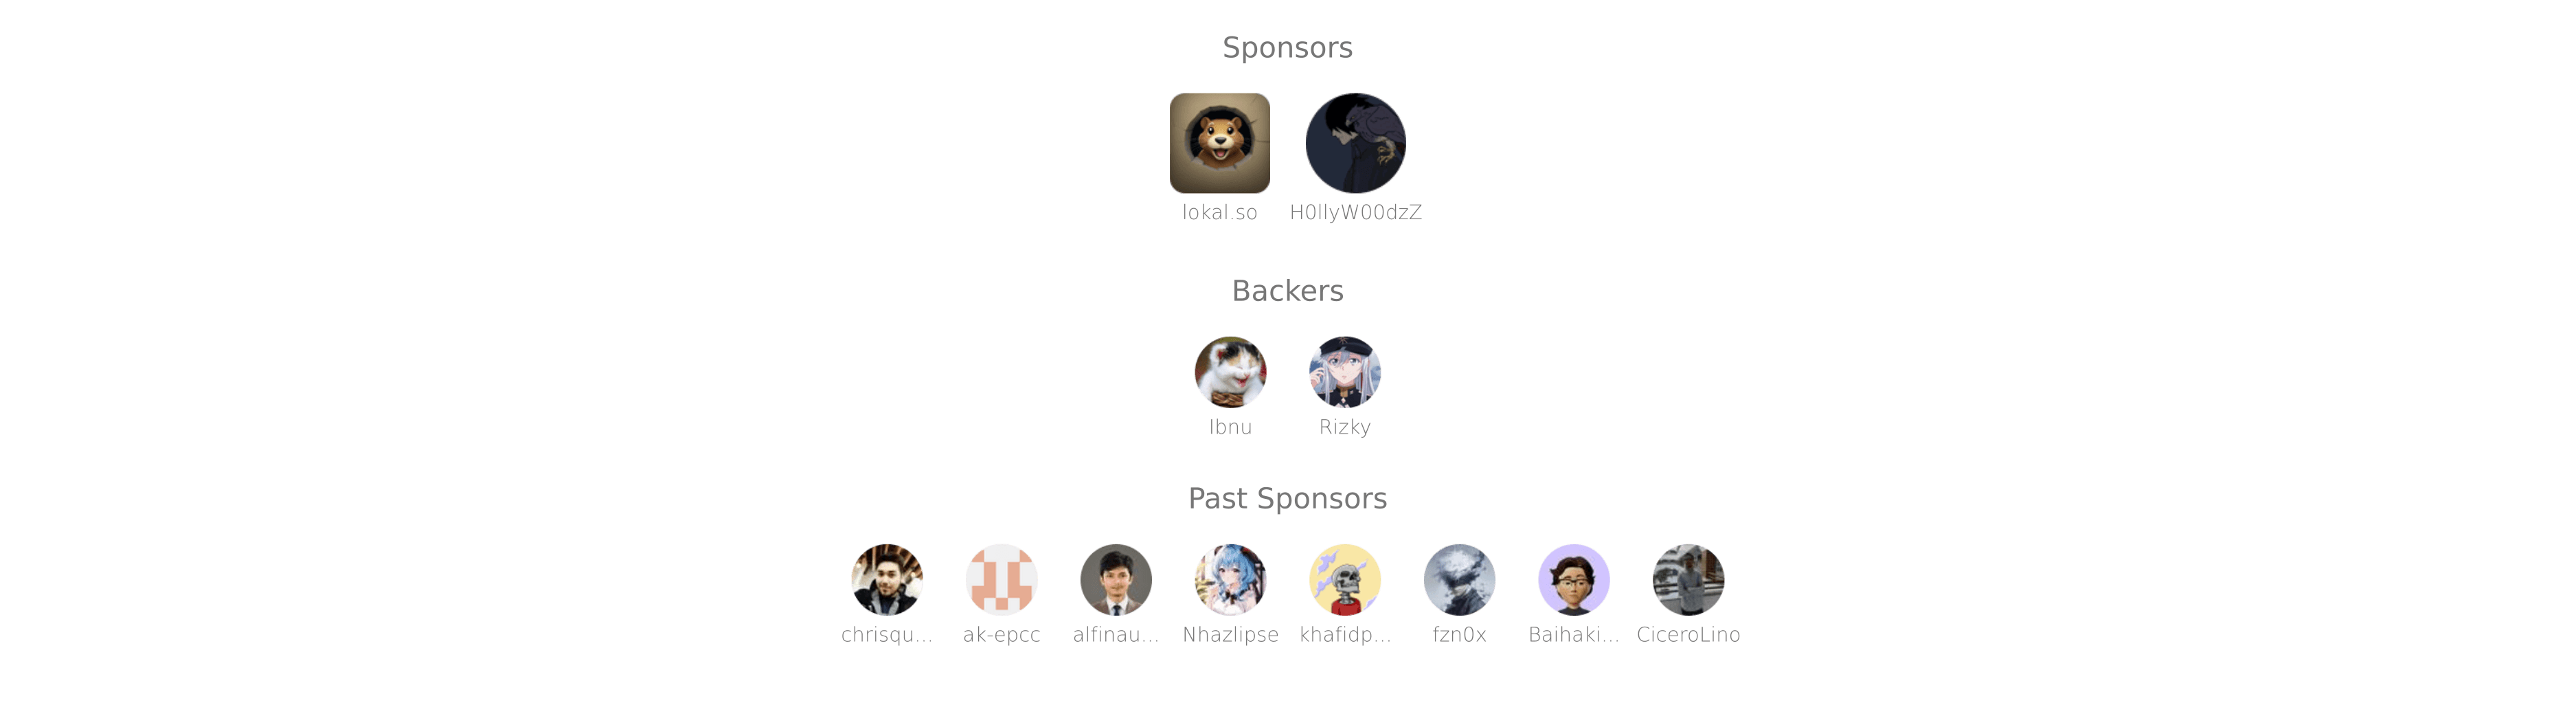 Sponsors
lokal.so H0llyW00dzZ
Backers
Ibnu Rizky
Past Sponsors
chrisqu... ak-epcc alfinau... Nhazlipse khafidp... fzn0x Baihaki... CiceroLino